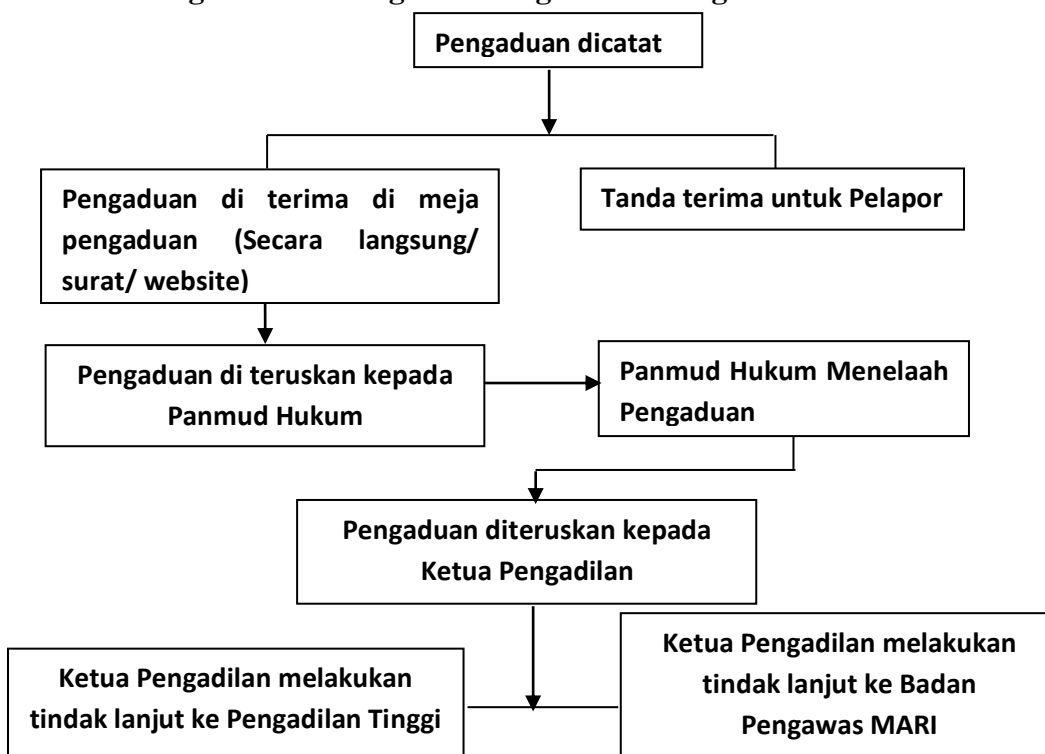 Pengaduan dicatat
Pengaduan di terima di meja
pengaduan (Secara langsung/
surat/ website)
Tanda terima untuk Pelapor
Pengaduan di teruskan kepada
Panmud Hukum
Panmud Hukum Menelaah
Pengaduan
Pengaduan diteruskan kepada
Ketua Pengadilan
Ketua Pengadilan melakukan
tindak lanjut ke Pengadilan Tinggi
Ketua Pengadilan melakukan
tindak lanjut ke Badan
Pengawas MARI